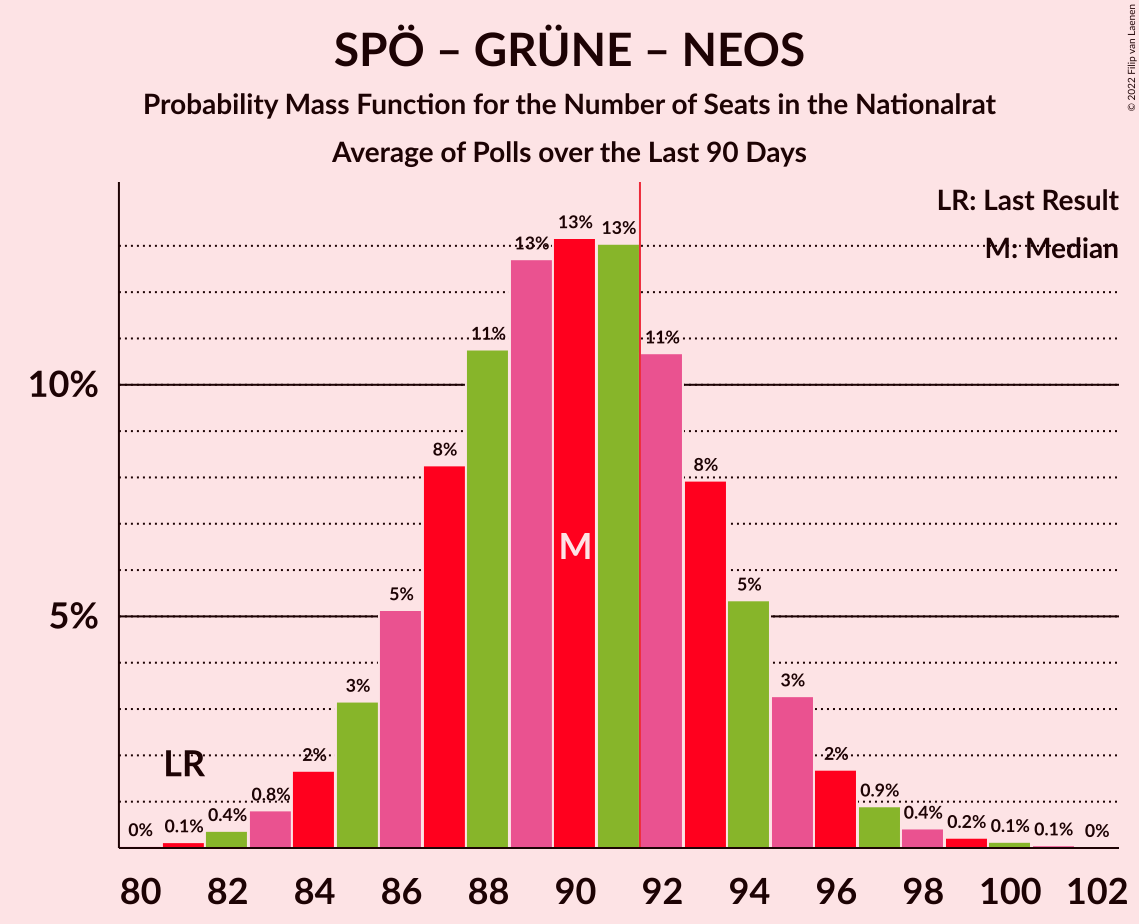 SPÖ – GRÜNE – NEOS
Probability Mass Function for the Number of Seats in the Nationalrat
Average of Polls over the Last 90 Days
© 2022 Filip van Laenen
LR: Last Result
M: Median
10%
5%
0%
0.1%
0.4%
0.8%
2%
3%
5%
8%
11%
13%
13%
13%
11%
8%
5%
3%
2%
0.9%
0.4%
0.2%
0.1%
0.1%
0%
LR
M
80 82 84 86 88 90 92 94 96 98 100 102